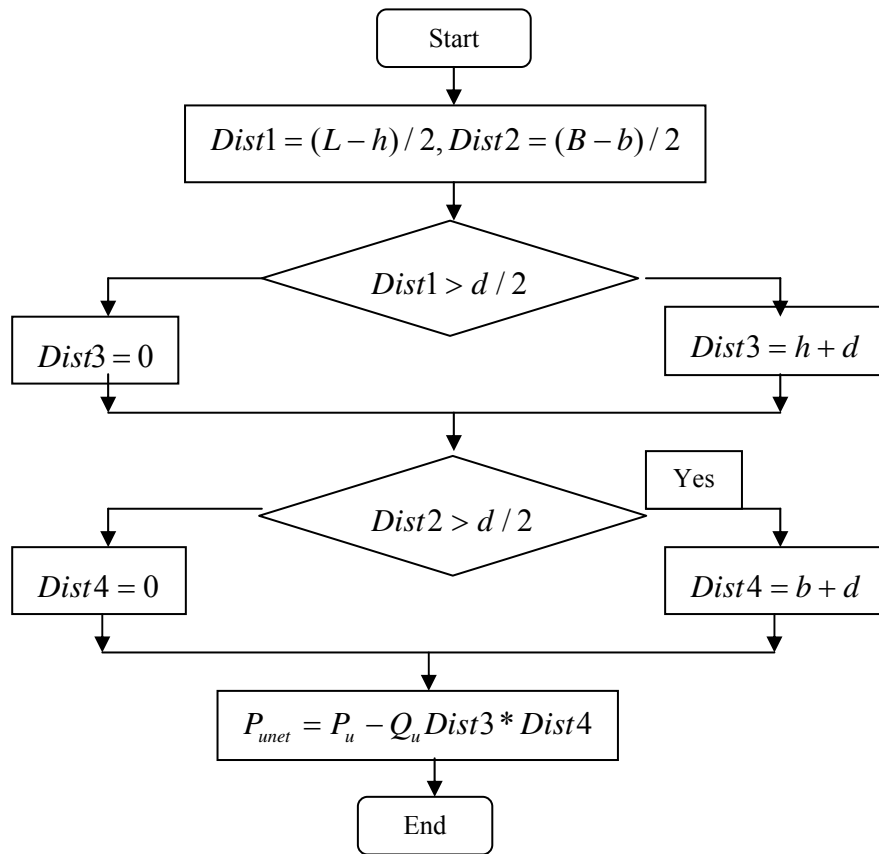 Start
Dist1 = (L − h) / 2, Dist2 = (B − b) / 2
Dist1 > d / 2
Dist3 = 0
Dist3 = h + d
Yes
Dist2 > d / 2
Dist4 = 0
Dist4 = b + d
P_unet = P_u − Q_u Dist3 * Dist4
End